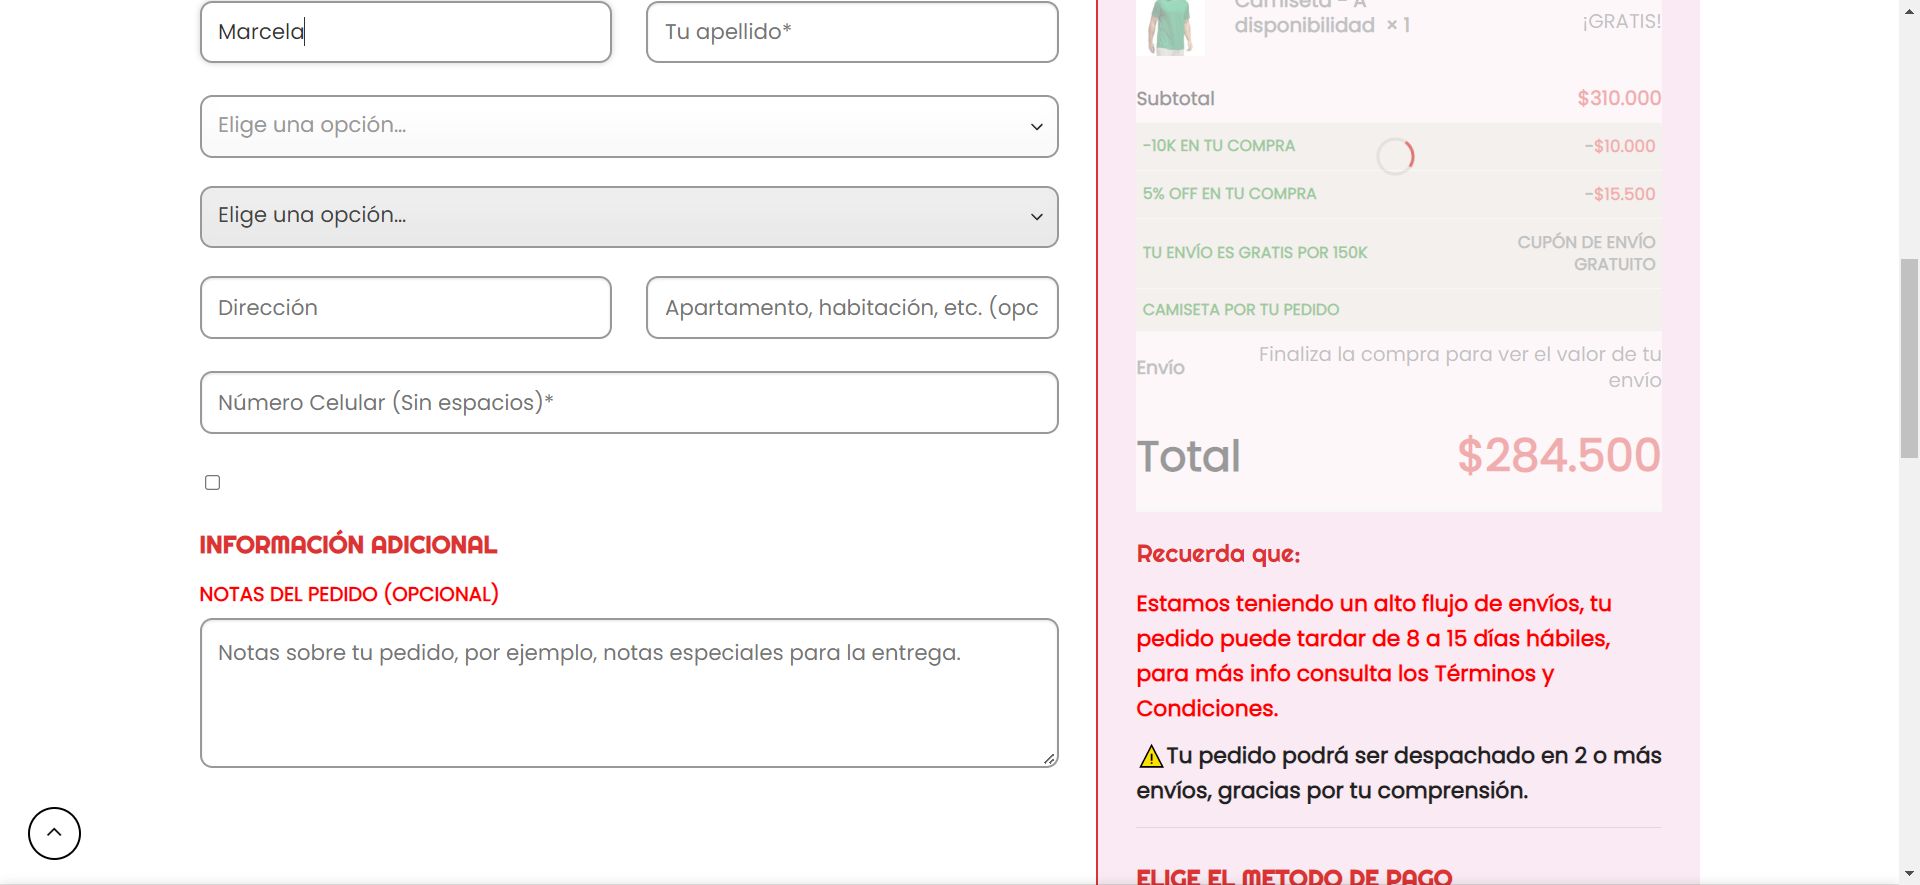 Marcela
Tu apellido*
Elige una opción...
Elige una opción...
Dirección
Apartamento, habitación, etc. (opc
Número Celular (Sin espacios)*
INFORMACIÓN ADICIONAL
NOTAS DEL PEDIDO (OPCIONAL)
Notas sobre tu pedido, por ejemplo, notas especiales para la entrega.
Camiseta - A
disponibilidad × 1
¡GRATIS!
Subtotal
$310.000
-10K EN TU COMPRA
-$10.000
5% OFF EN TU COMPRA
-$15.500
TU ENVÍO ES GRATIS POR 150K
CUPÓN DE ENVÍO
GRATUITO
CAMISETA POR TU PEDIDO
Envío
Finaliza la compra para ver el valor de tu
envío
Total
$284.500
Recuerda que:
Estamos teniendo un alto flujo de envíos, tu
pedido puede tardar de 8 a 15 días hábiles,
para más info consulta los Términos y
Condiciones.
⚠Tu pedido podrá ser despachado en 2 o más
envíos, gracias por tu comprensión.
ELIGE EL METODO DE PAGO